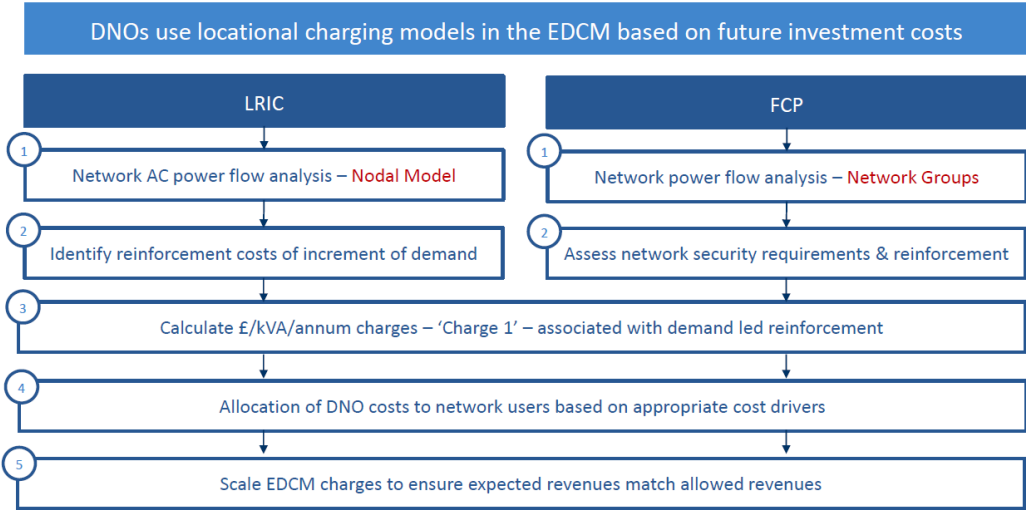 DNOs use locational charging models in the EDCM based on future investment costs
LRIC
FCP
1
Network AC power flow analysis – Nodal Model
1
Network power flow analysis – Network Groups
2
Identify reinforcement costs of increment of demand
2
Assess network security requirements & reinforcement
3
Calculate £/kVA/annum charges – ‘Charge 1’ – associated with demand led reinforcement
4
Allocation of DNO costs to network users based on appropriate cost drivers
5
Scale EDCM charges to ensure expected revenues match allowed revenues